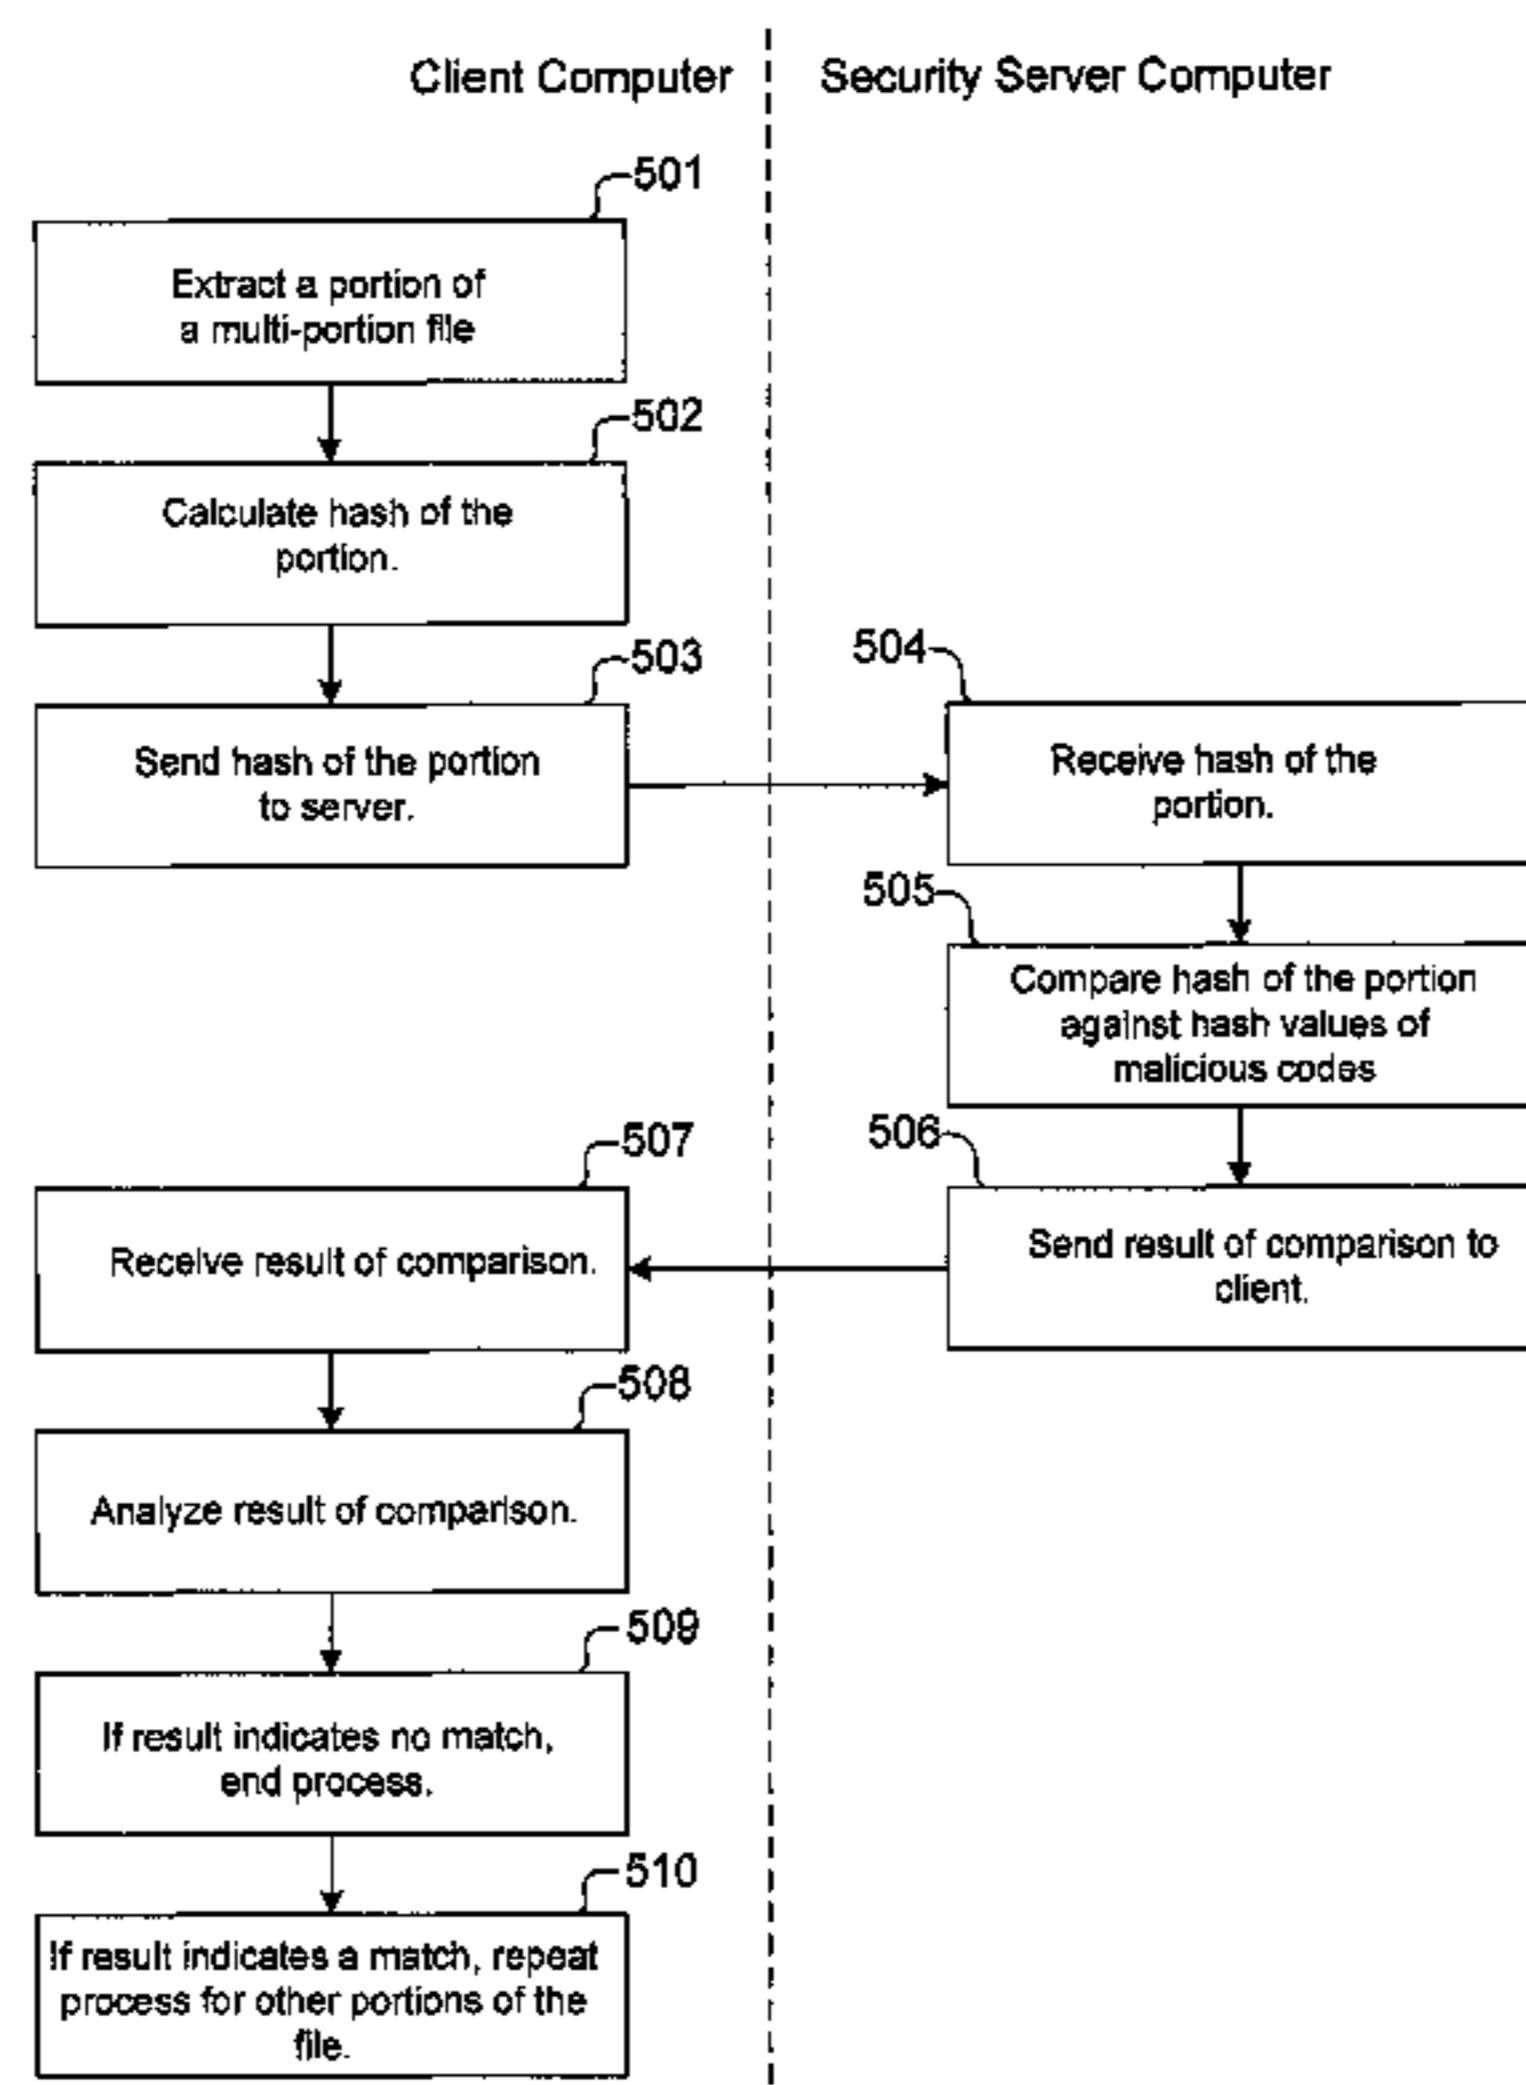 Client Computer
Security Server Computer
501
Extract a portion of
a multi-portion file
502
Calculate hash of the
portion.
503
Send hash of the portion
to server.
504
Receive hash of the
portion.
505
Compare hash of the portion
against hash values of
malicious codes
506
Send result of comparison to
client.
507
Receive result of comparison.
508
Analyze result of comparison.
509
If result indicates no match,
end process.
510
If result indicates a match, repeat
process for other portions of the
file.